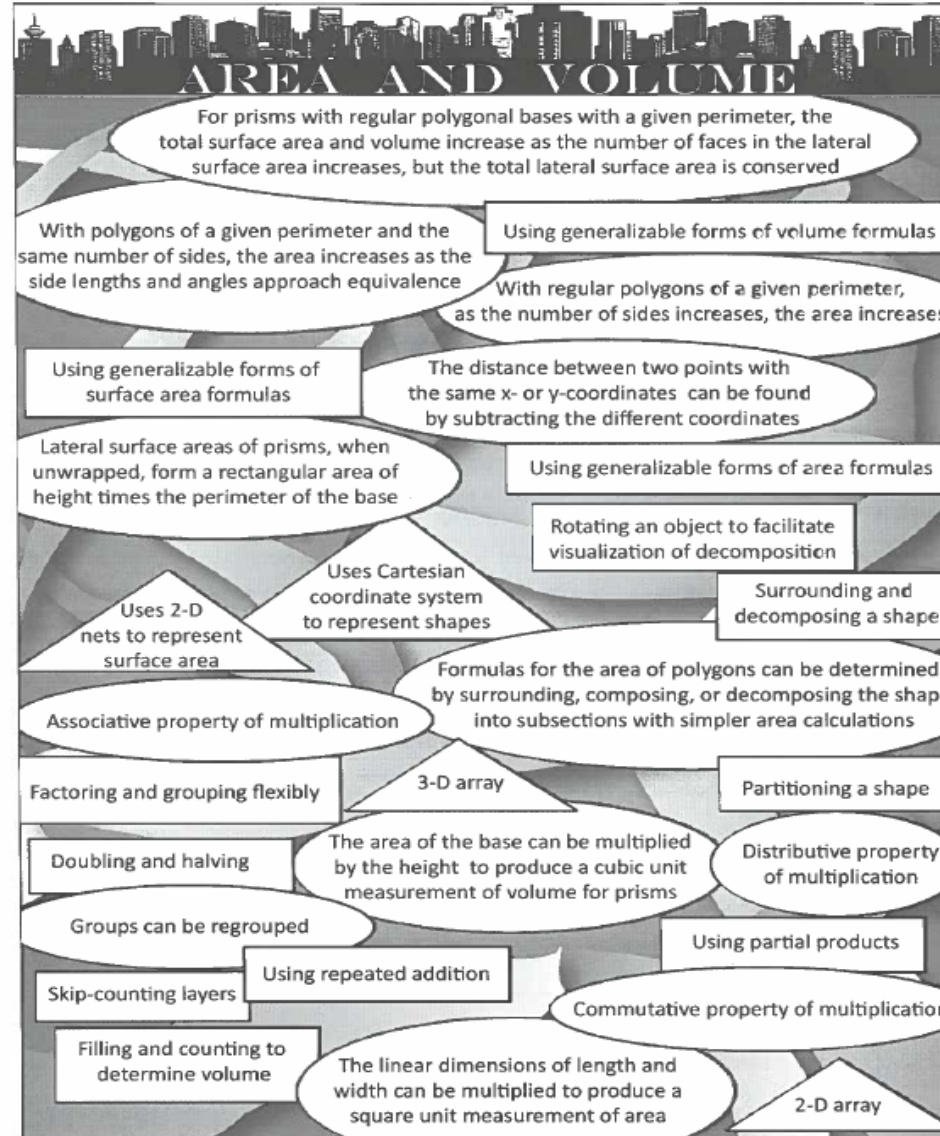 AREA AND VOLUME
For prisms with regular polygonal bases with a given perimeter, the
total surface area and volume increase as the number of faces in the lateral
surface area increases, but the total lateral surface area is conserved
With polygons of a given perimeter and the
same number of sides, the area increases as the
side lengths and angles approach equivalence
Using generalizable forms of volume formulas
With regular polygons of a given perimeter,
as the number of sides increases, the area increases
Using generalizable forms of
surface area formulas
The distance between two points with
the same x- or y-coordinates can be found
by subtracting the different coordinates
Lateral surface areas of prisms, when
unwrapped, form a rectangular area of
height times the perimeter of the base
Using generalizable forms of area formulas
Rotating an object to facilitate
visualization of decomposition
Uses Cartesian
coordinate system
to represent shapes
Uses 2-D
nets to represent
surface area
Surrounding and
decomposing a shape
Formulas for the area of polygons can be determined
by surrounding, composing, or decomposing the shap
into subsections with simpler area calculations
Associative property of multiplication
3-D array
Factoring and grouping flexibly
Partitioning a shape
The area of the base can be multiplied
by the height to produce a cubic unit
measurement of volume for prisms
Doubling and halving
Distributive property
of multiplication
Groups can be regrouped
Using partial products
Using repeated addition
Skip-counting layers
Commutative property of multiplication
Filling and counting to
determine volume
The linear dimensions of length and
width can be multiplied to produce a
square unit measurement of area
2-D array